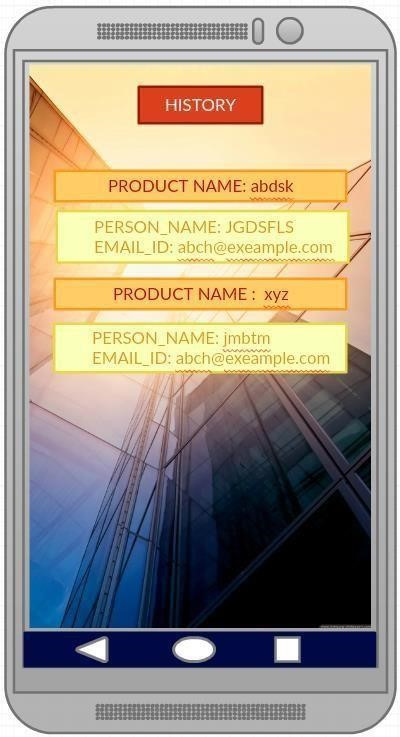 HISTORY
PRODUCT NAME: abdsk
PERSON_NAME: JGDSFLS
EMAIL_ID: abch@exeample.com
PRODUCT NAME :  xyz
PERSON_NAME: jmbtm
EMAIL_ID: abch@exeample.com